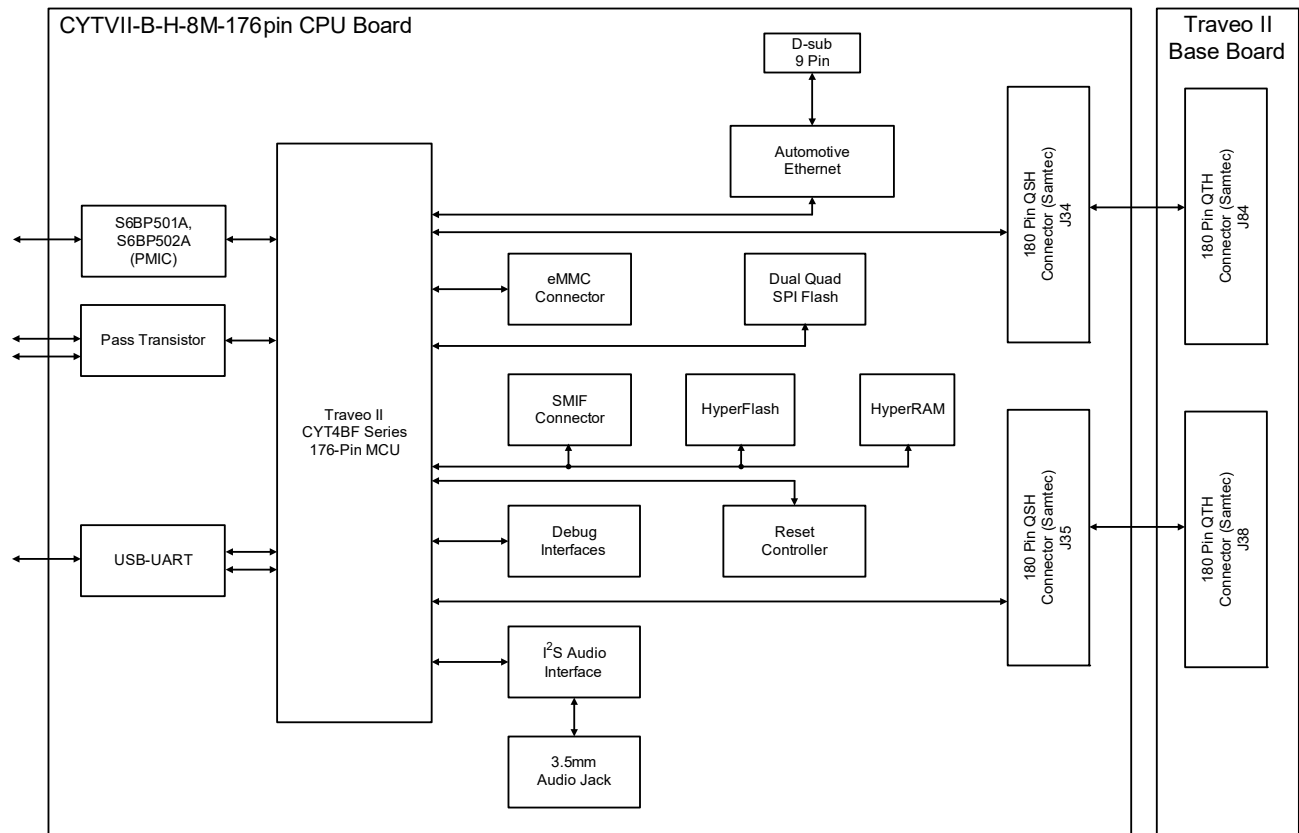 CYTVII-B-H-8M-176pin CPU Board
Traveo II
Base Board
D-sub
9 Pin
Automotive
Ethernet
180 Pin QSH
Connector (Samtec)
J34
180 Pin QTH
Connector (Samtec)
J84
S6BP501A,
S6BP502A
(PMIC)
eMMC
Connector
Dual Quad
SPI Flash
Pass Transistor
Traveo II
CYT4BF Series
176-Pin MCU
SMIF
Connector
HyperFlash
HyperRAM
180 Pin QSH
Connector (Samtec)
J35
180 Pin QTH
Connector (Samtec)
J38
USB-UART
Debug
Interfaces
Reset
Controller
I²S Audio
Interface
3.5mm
Audio Jack